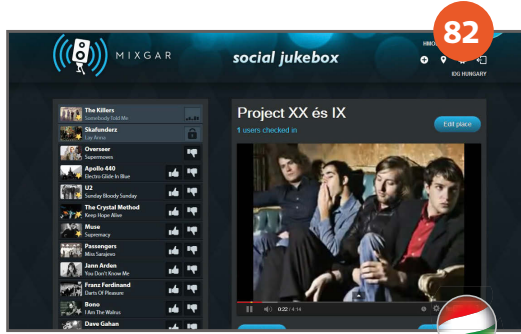 82
MIXGAR
social jukebox
IDG HUNGARY
The Killers
Somebody Told Me
Skafunderz
Lay Anna
Overseer
Supermoves
Apollo 440
Electro Glide In Blue
U2
Sunday Bloody Sunday
The Crystal Method
Keep Hope Alive
Muse
Supremacy
Passengers
Miss Sarajevo
Jann Arden
You Don't Know Me
Franz Ferdinand
Darts Of Pleasure
Bono
I Am The Walrus
Dave Gahan
Project XX és IX
1 users checked in
Edit place
0:22 / 4:14